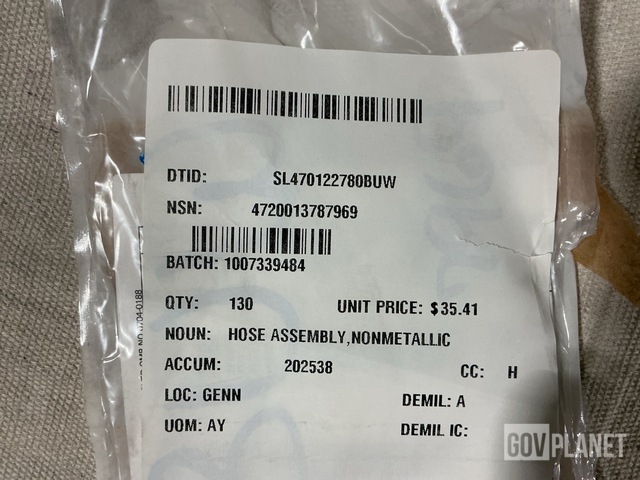 DTID: SL470122780BUW
NSN: 4720013787969
BATCH: 1007339484
QTY: 130 UNIT PRICE: $35.41
NOUN: HOSE ASSEMBLY,NONMETALLIC
ACCUM: 202538 CC: H
LOC: GENN DEMIL: A
UOM: AY DEMIL IC:
GOVPLANET